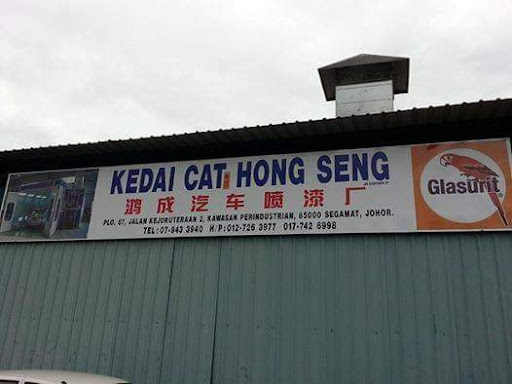 KEDAI CAT HONG SENG
鸿成汽车喷漆厂
PLO. 87, JALAN KEJURUTERAAN 2, KAWASAN PERINDUSTRIAN, 85000 SEGAMAT, JOHOR.
TEL: 07-943 3940 H/P: 012-726 3977 017-742 6998
Glasurit